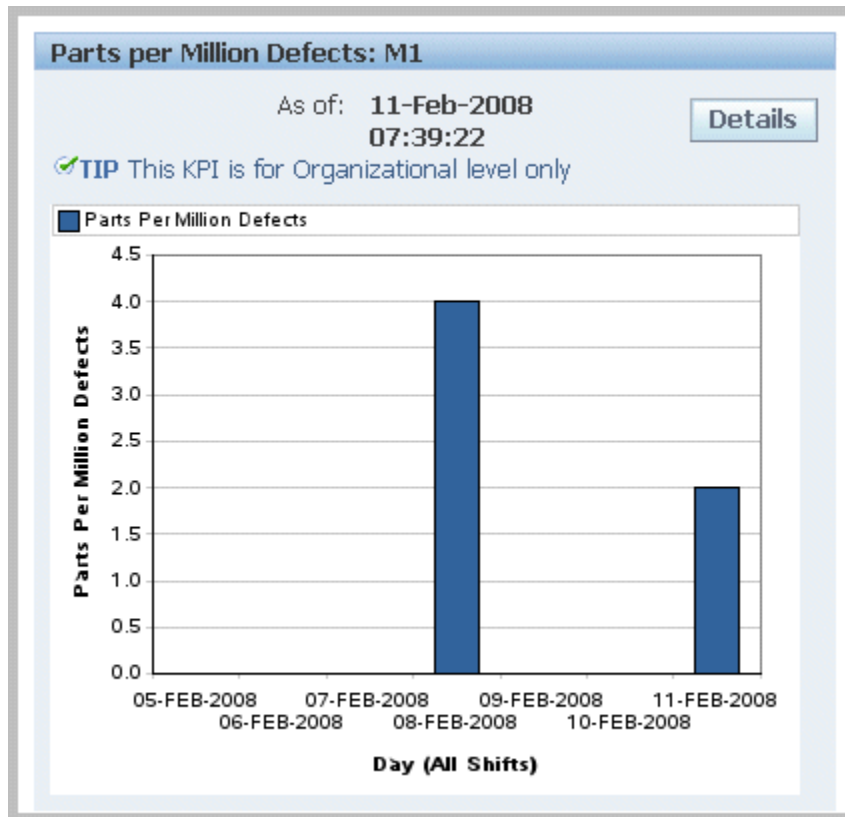 Parts per Million Defects: M1
As of: 11-Feb-2008
07:39:22
Details
TIP This KPI is for Organizational level only
Parts Per Million Defects
4.5
4.0
3.5
3.0
2.5
2.0
1.5
1.0
0.5
0.0
Parts Per Million Defects
05-FEB-2008
06-FEB-2008
07-FEB-2008
08-FEB-2008
09-FEB-2008
10-FEB-2008
11-FEB-2008
Day (All Shifts)